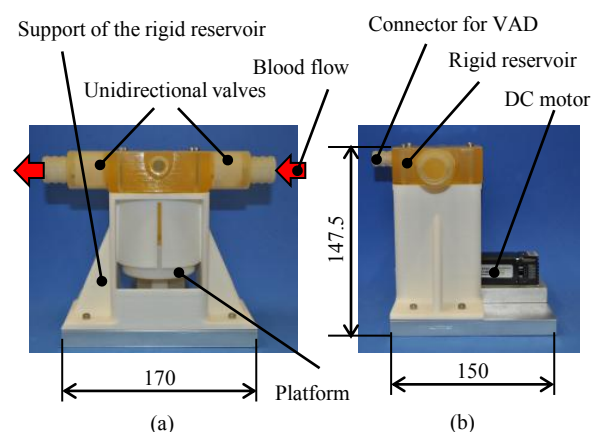 Support of the rigid reservoir
Unidirectional valves
Blood flow
Connector for VAD
Rigid reservoir
DC motor
147.5
170
150
Platform
(a)
(b)